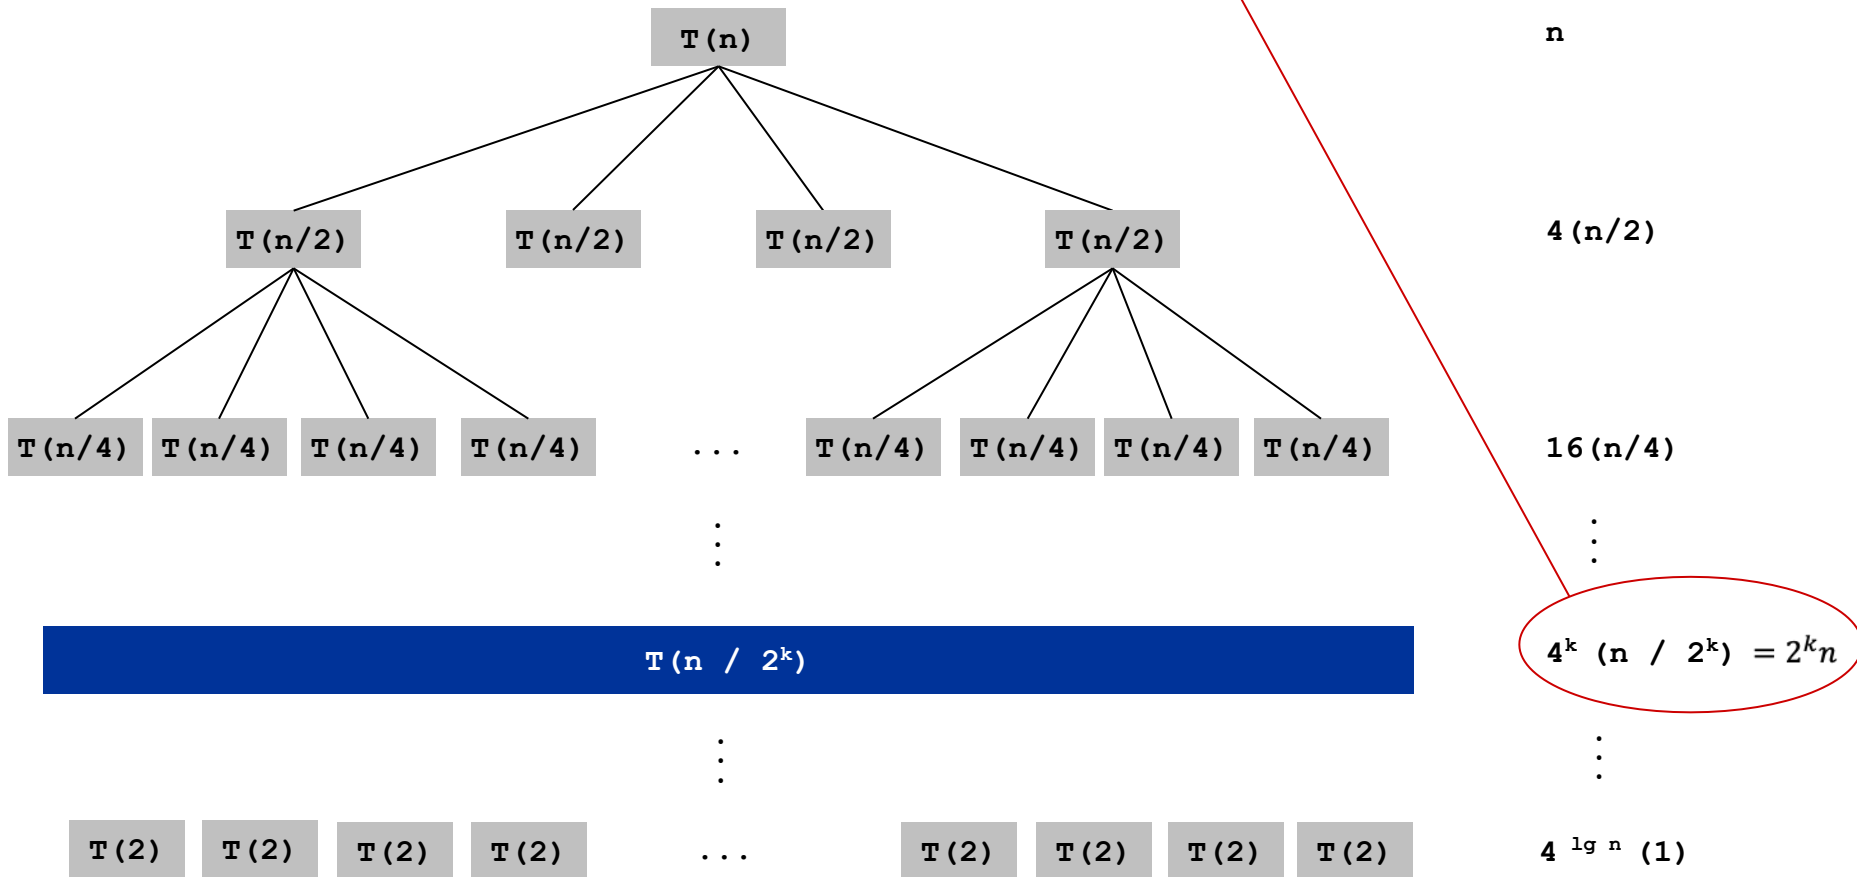 T(n) n
T(n/2) T(n/2) T(n/2) T(n/2) 4(n/2)
T(n/4) T(n/4) T(n/4) T(n/4) ... T(n/4) T(n/4) T(n/4) T(n/4) 16(n/4)
⋮ ⋮
T(n / 2ᵏ) 4ᵏ (n / 2ᵏ) = 2ᵏn
⋮ ⋮
T(2) T(2) T(2) T(2) ... T(2) T(2) T(2) T(2) 4 ˡᵍ ⁿ (1)